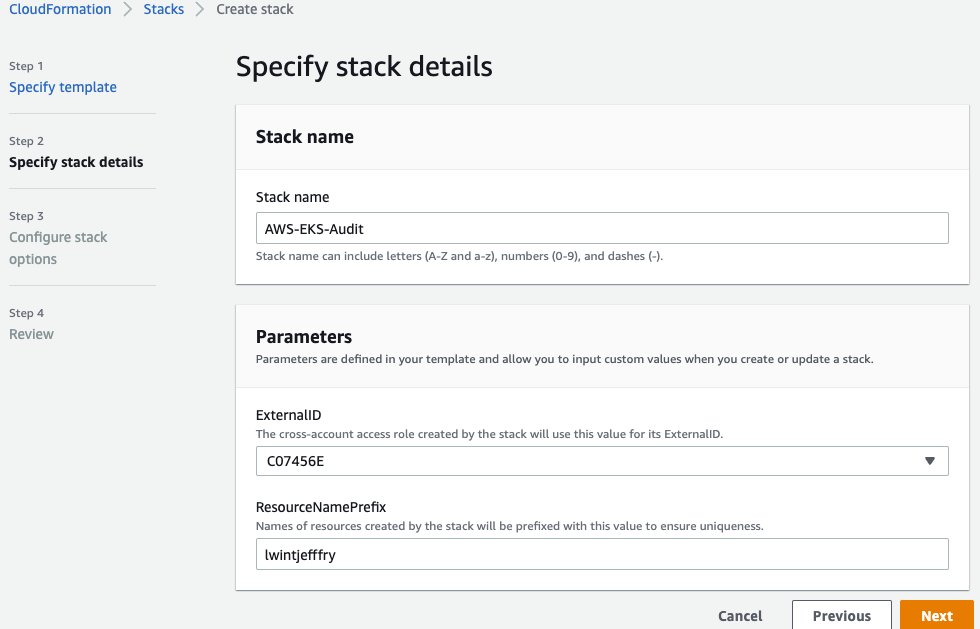 CloudFormation > Stacks > Create stack
Step 1
Specify template
Step 2
Specify stack details
Step 3
Configure stack
options
Step 4
Review
Specify stack details
Stack name
Stack name
AWS-EKS-Audit
Stack name can include letters (A-Z and a-z), numbers (0-9), and dashes (-).
Parameters
Parameters are defined in your template and allow you to input custom values when you create or update a stack.
ExternalID
The cross-account access role created by the stack will use this value for its ExternalID.
C07456E
ResourceNamePrefix
Names of resources created by the stack will be prefixed with this value to ensure uniqueness.
lwintjefffry
Cancel Previous Next